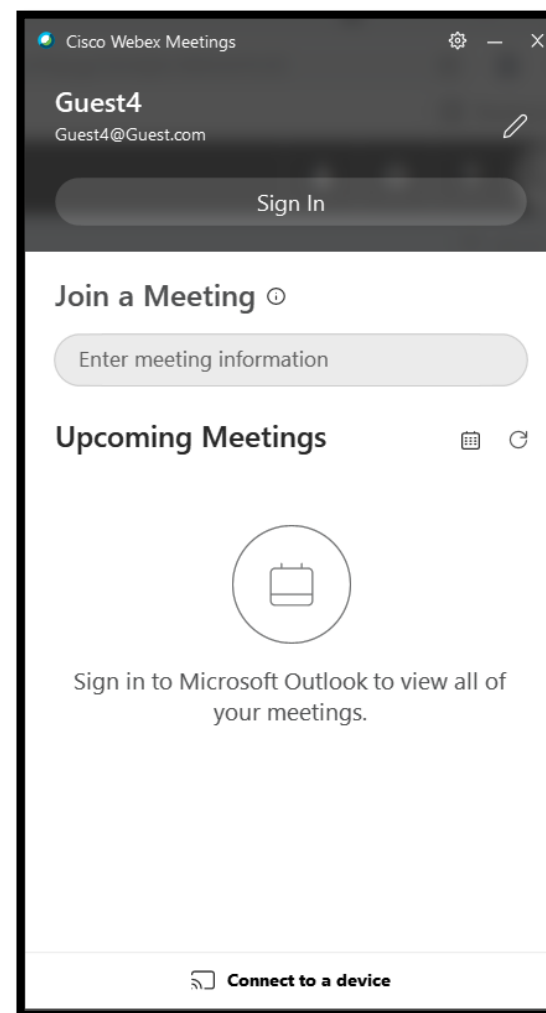 Cisco Webex Meetings
Guest4
Guest4@Guest.com
Sign In
Join a Meeting
Enter meeting information
Upcoming Meetings
Sign in to Microsoft Outlook to view all of
your meetings.
Connect to a device